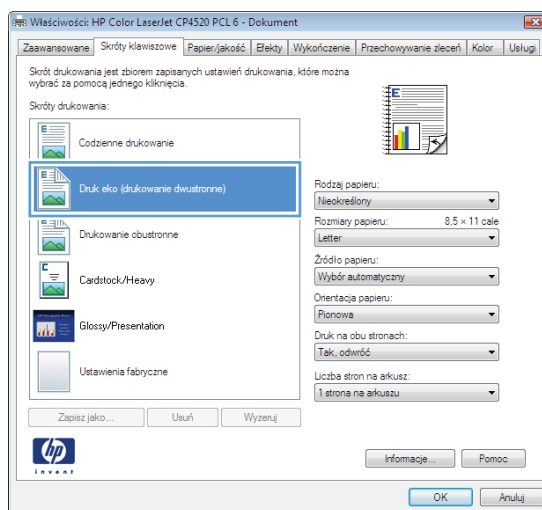 Właściwości: HP Color LaserJet CP4520 PCL 6 - Dokument
Zaawansowane Skróty klawiszowe Papier/jakość Efekty Wykończenie Przechowywanie zleceń Kolor Usługi
Skrót drukowania jest zbiorem zapisanych ustawień drukowania, które można
wybrać za pomocą jednego kliknięcia.
Skróty drukowania:
Codzienne drukowanie
Druk eko (drukowanie dwustronne)
Drukowanie obustronne
Cardstock/Heavy
Glossy/Presentation
Ustawienia fabryczne
Zapisz jako... Usuń Wyzeruj
Rodzaj papieru:
Nieokreślony
Rozmiary papieru: 8,5 × 11 cale
Letter
Źródło papieru:
Wybór automatyczny
Orientacja papieru:
Pionowa
Druk na obu stronach:
Tak, odwróć
Liczba stron na arkusz:
1 strona na arkuszu
hp
invent
Informacje... Pomoc
OK Anuluj